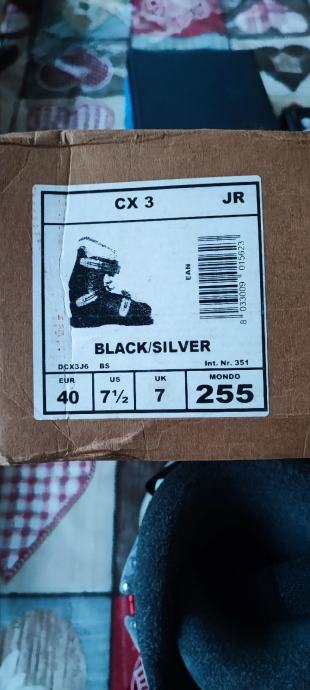 CX 3 JR
EAN
8 033009 015623
BLACK/SILVER
DCX3J6 BS Int. Nr. 351
EUR US UK MONDO
40 7½ 7 255